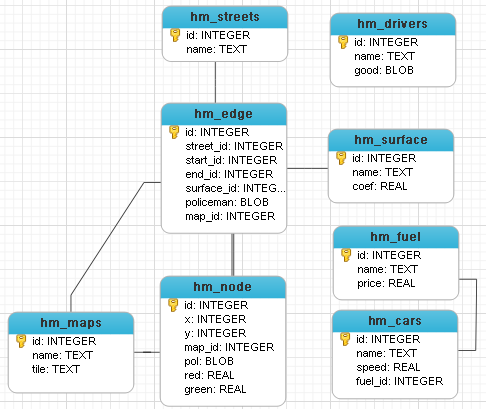 hm_streets
id: INTEGER
name: TEXT
hm_drivers
id: INTEGER
name: TEXT
good: BLOB
hm_edge
id: INTEGER
street_id: INTEGER
start_id: INTEGER
end_id: INTEGER
surface_id: INTEG...
policeman: BLOB
map_id: INTEGER
hm_surface
id: INTEGER
name: TEXT
coef: REAL
hm_fuel
id: INTEGER
name: TEXT
price: REAL
hm_node
id: INTEGER
x: INTEGER
y: INTEGER
map_id: INTEGER
pol: BLOB
red: REAL
green: REAL
hm_maps
id: INTEGER
name: TEXT
tile: TEXT
hm_cars
id: INTEGER
name: TEXT
speed: REAL
fuel_id: INTEGER